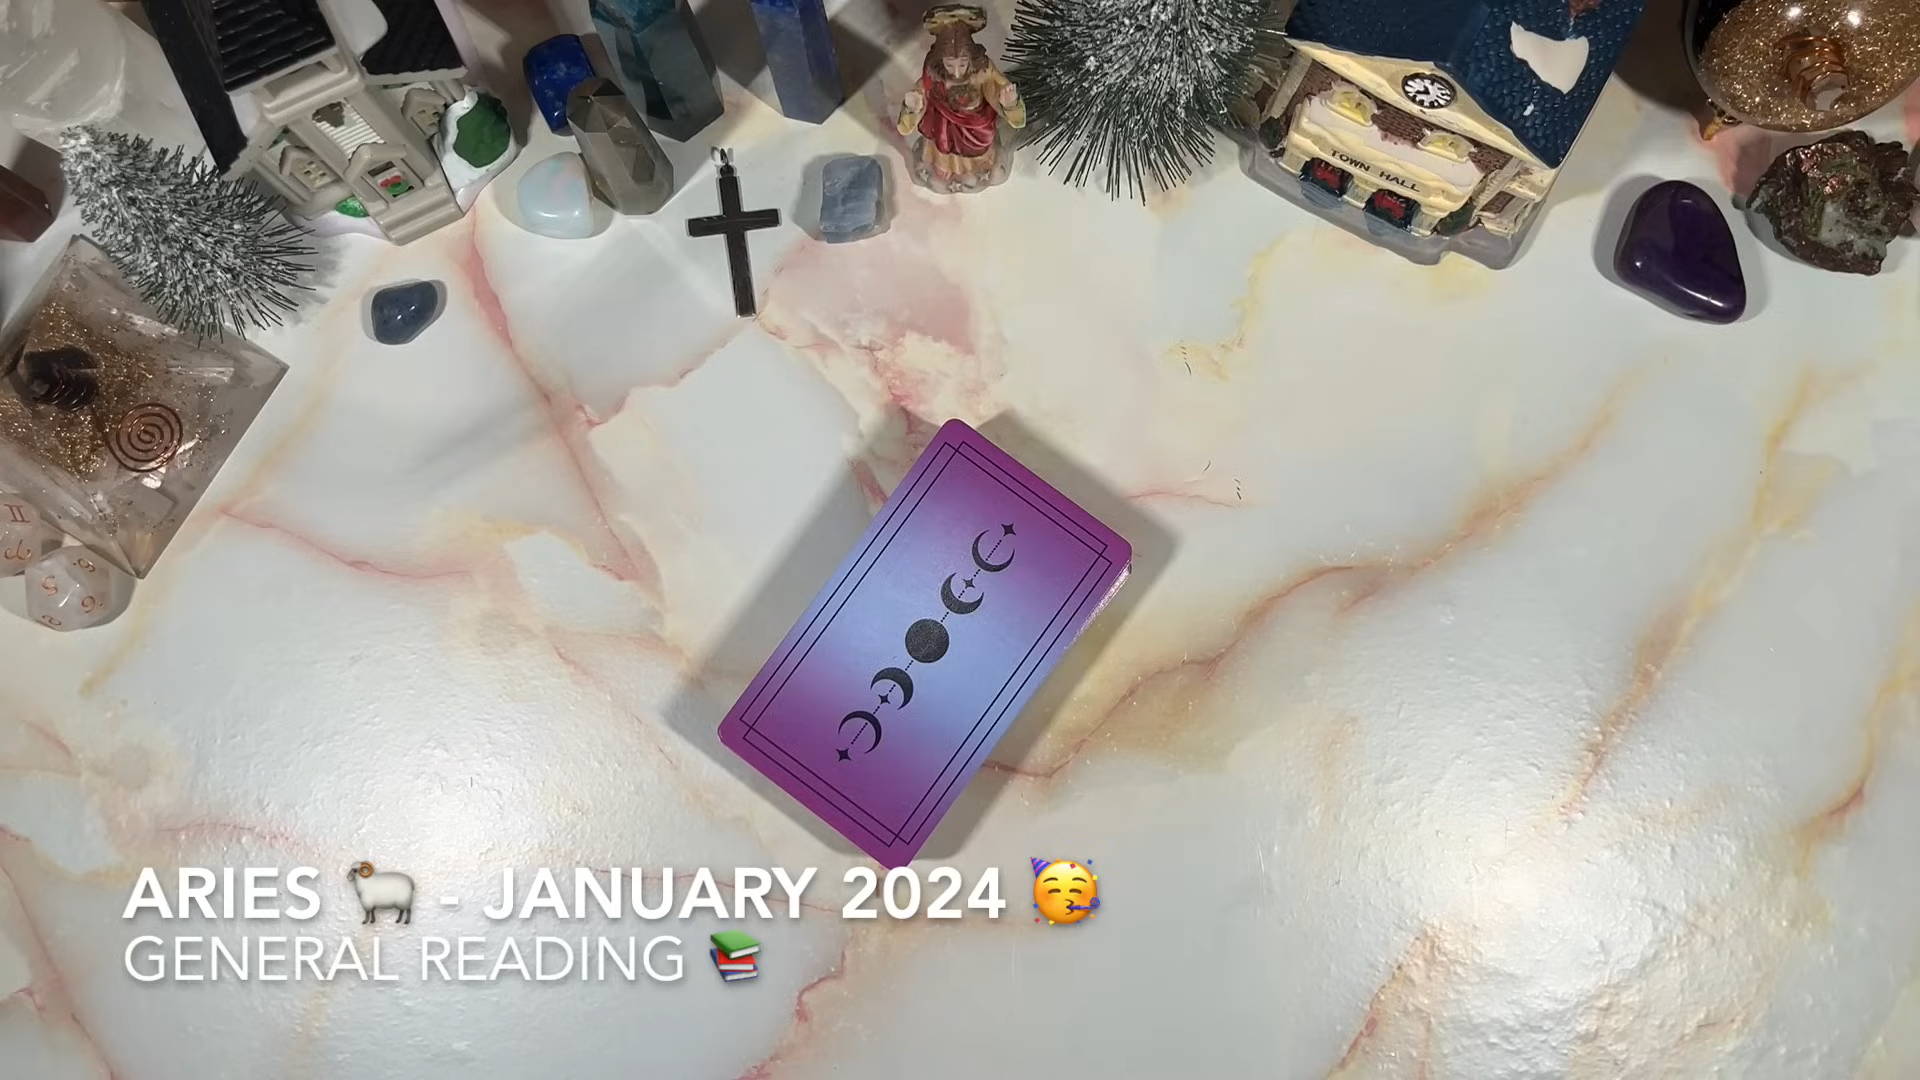 TOWN HALL
ARIES 🐏 - JANUARY 2024 🥳
GENERAL READING 📚